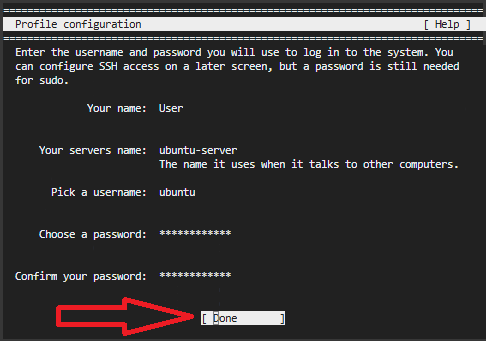 Profile configuration [ Help ]
Enter the username and password you will use to log in to the system. You
can configure SSH access on a later screen, but a password is still needed
for sudo.
Your name: User
Your servers name: ubuntu-server
The name it uses when it talks to other computers.
Pick a username: ubuntu
Choose a password: ************
Confirm your password: ************
[ Done ]